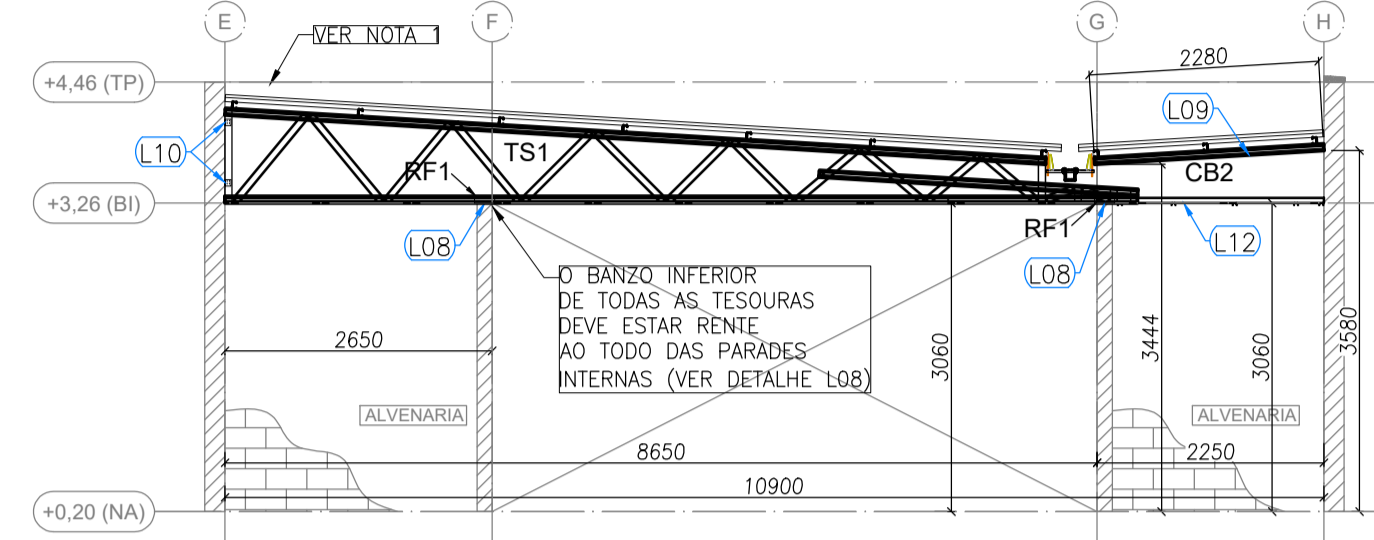 E
F
G
H
VER NOTA 1
2280
+4,46 (TP)
L09
L10
TS1
RF1
CB2
+3,26 (BI)
L08
RF1
L08
L12
O BANZO INFERIOR
DE TODAS AS TESOURAS
DEVE ESTAR RENTE
AO TODO DAS PARADES
INTERNAS (VER DETALHE L08)
2650
3060
3444
3060
3580
ALVENARIA
ALVENARIA
8650
2250
10900
+0,20 (NA)